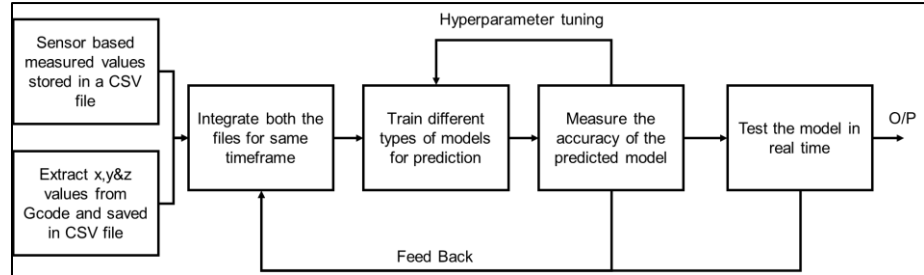 Hyperparameter tuning
Sensor based
measured values
stored in a CSV
file
Extract x,y&z
values from
Gcode and saved
in CSV file
Integrate both the
files for same
timeframe
Train different
types of models
for prediction
Measure the
accuracy of the
predicted model
Test the model in
real time
O/P
Feed Back